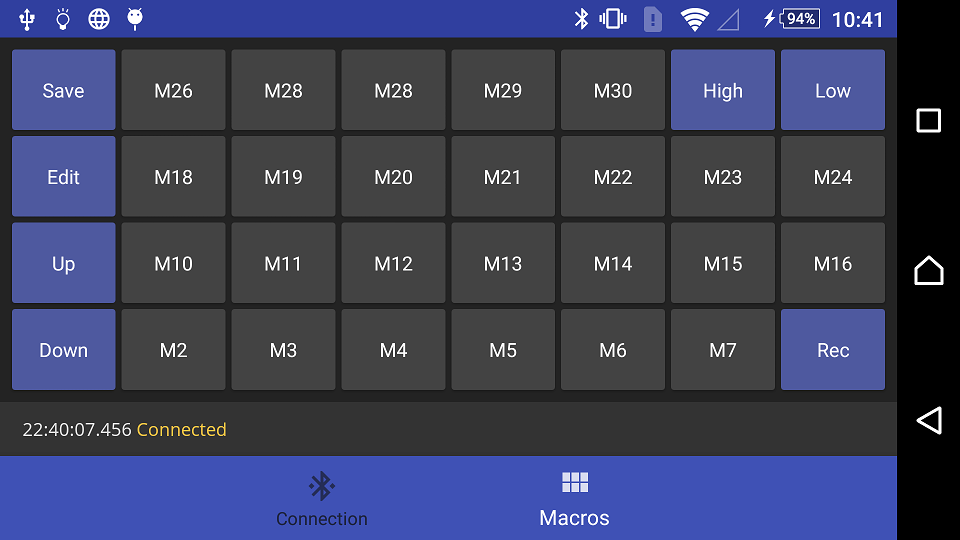 94% 10:41
Save M26 M28 M28 M29 M30 High Low
Edit M18 M19 M20 M21 M22 M23 M24
Up M10 M11 M12 M13 M14 M15 M16
Down M2 M3 M4 M5 M6 M7 Rec
22:40:07.456 Connected
Connection Macros